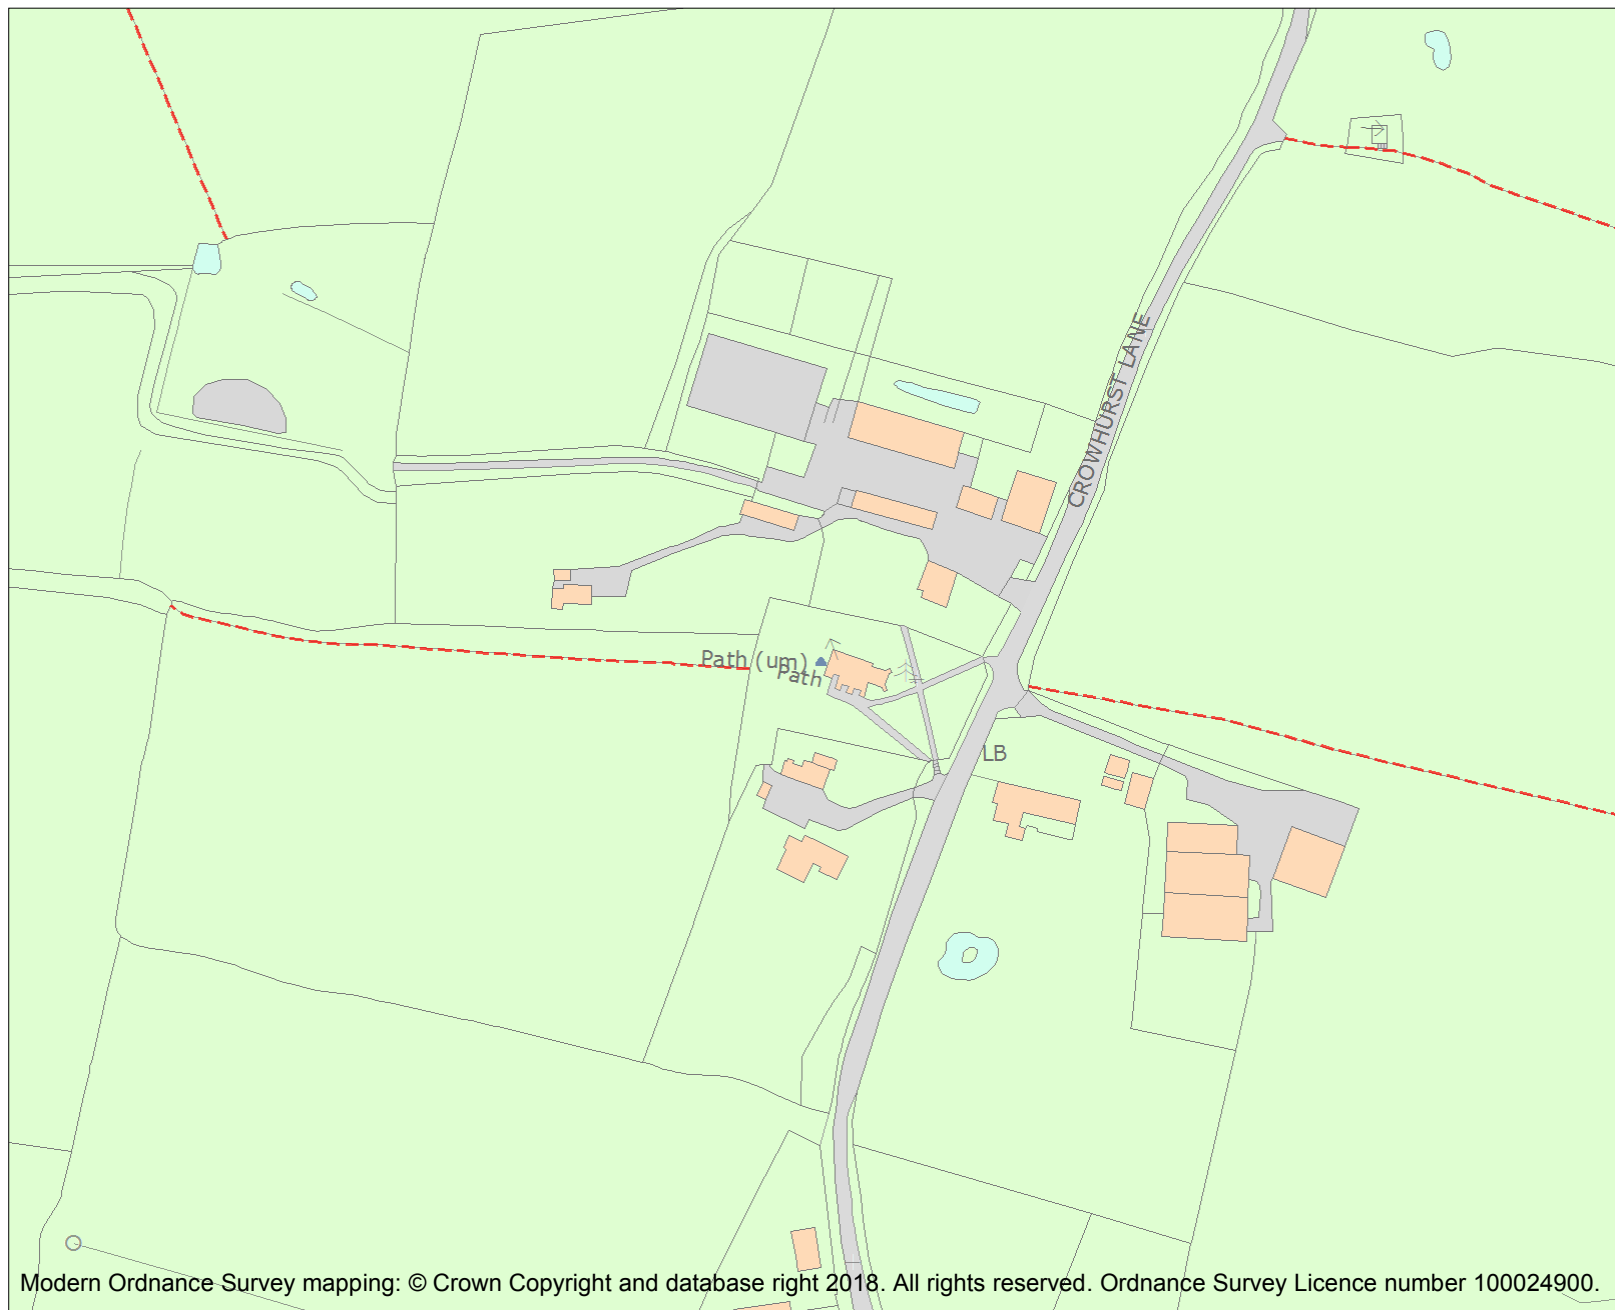 CROWHURST LANE
Path (um)
Path
LB
Modern Ordnance Survey mapping: © Crown Copyright and database right 2018. All rights reserved. Ordnance Survey Licence number 100024900.